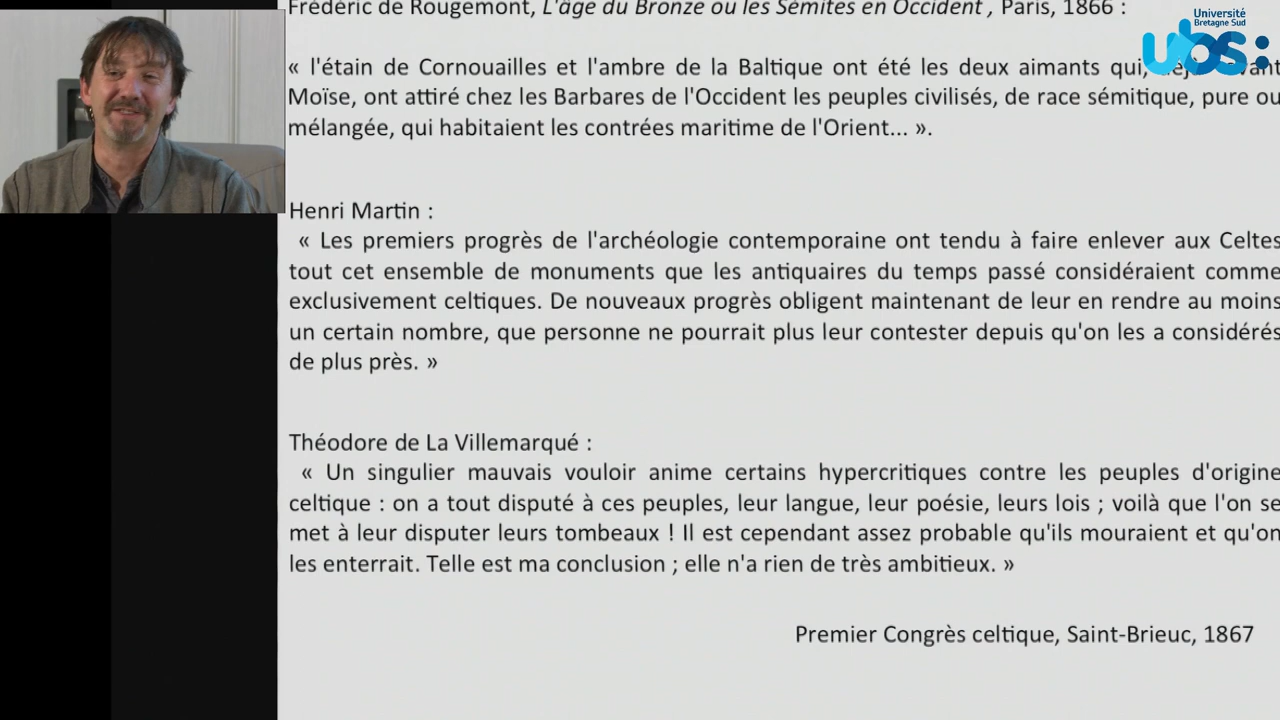 Frédéric de Rougemont, L'âge du Bronze ou les Sémites en Occident , Paris, 1866 :
Université
Bretagne Sud
ubs:
« l'étain de Cornouailles et l'ambre de la Baltique ont été les deux aimants qui, déjà avant
Moïse, ont attiré chez les Barbares de l'Occident les peuples civilisés, de race sémitique, pure ou
mélangée, qui habitaient les contrées maritime de l'Orient... ».
Henri Martin :
« Les premiers progrès de l'archéologie contemporaine ont tendu à faire enlever aux Celtes
tout cet ensemble de monuments que les antiquaires du temps passé considéraient comme
exclusivement celtiques. De nouveaux progrès obligent maintenant de leur en rendre au moins
un certain nombre, que personne ne pourrait plus leur contester depuis qu'on les a considérés
de plus près. »
Théodore de La Villemarqué :
« Un singulier mauvais vouloir anime certains hypercritiques contre les peuples d'origine
celtique : on a tout disputé à ces peuples, leur langue, leur poésie, leurs lois ; voilà que l'on se
met à leur disputer leurs tombeaux ! Il est cependant assez probable qu'ils mouraient et qu'on
les enterrait. Telle est ma conclusion ; elle n'a rien de très ambitieux. »
Premier Congrès celtique, Saint-Brieuc, 1867